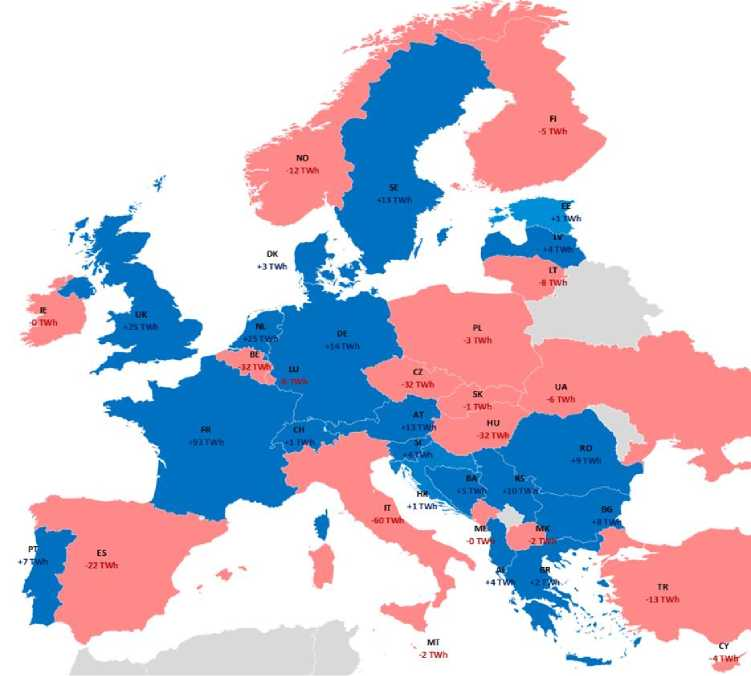 FI
-5 TWh
NO
-12 TWh
SE
+13 TWh
EE
+1 TWh
LV
+4 TWh
DK
+3 TWh
LT
-8 TWh
IE
-0 TWh
UK
+25 TWh
NL
+25 TWh
DE
+14 TWh
PL
-3 TWh
BE
-32 TWh
LU
TWh
CZ
-32 TWh
UA
-6 TWh
SK
-1 TWh
AT
+13 TWh
HU
-32 TWh
FR
+93 TWh
CH
+1 TWh
SI
TWh
RO
+9 TWh
BA
+5 TWh
RS
+10 TWh
HR
+1 TWh
IT
-60 TWh
BG
+8 TWh
ME
-0 TWh
MK
-2 TWh
PT
+7 TWh
ES
-22 TWh
AL
+4 TWh
GR
+2 TWh
TR
-13 TWh
MT
-2 TWh
CY
-4 TWh